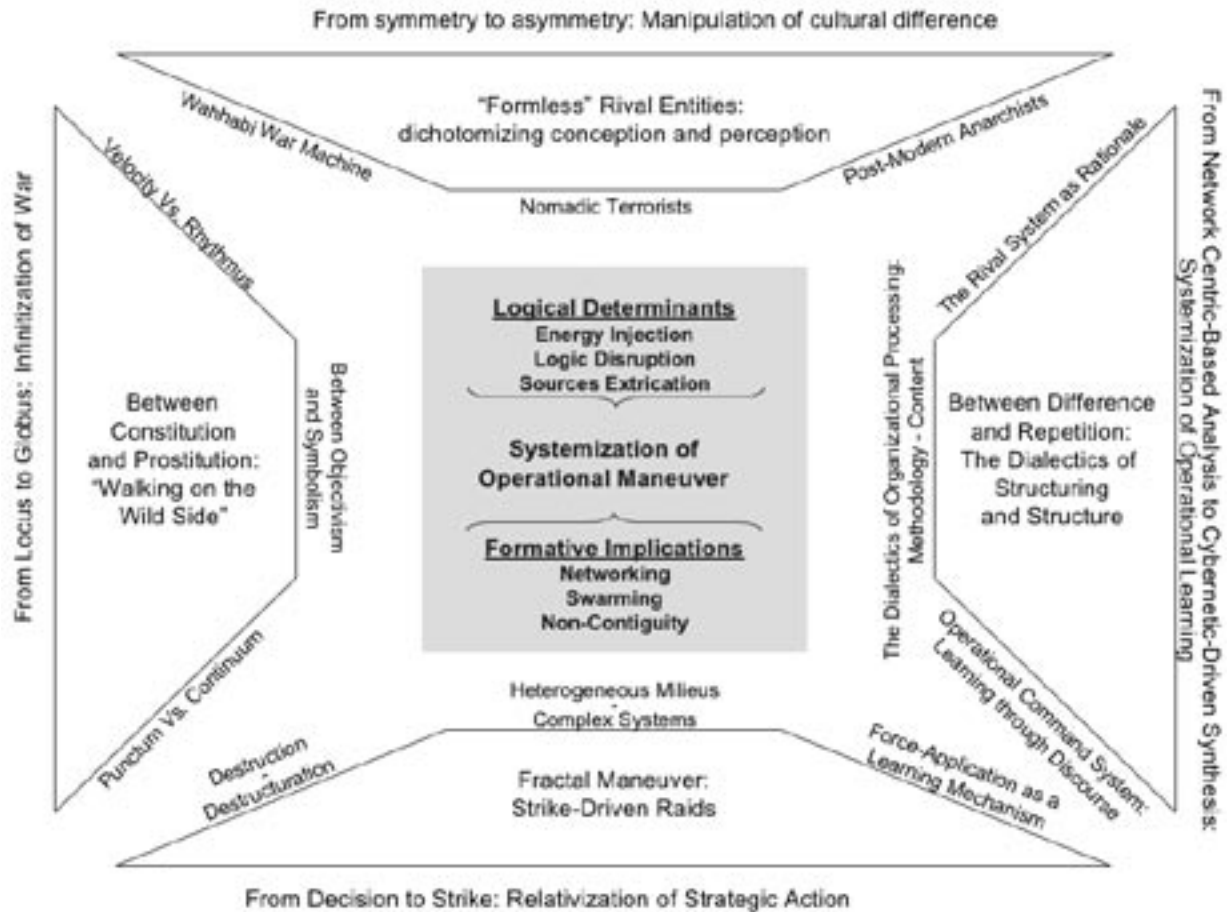 From symmetry to asymmetry: Manipulation of cultural difference
"Formless" Rival Entities:
dichotomizing conception and perception
Wahhabi War Machine
Post-Modern Anarchists
Nomadic Terrorists
From Locus to Globus: Infinitization of War
Velocity Vs. Rhythmus
Between
Constitution
and Prostitution:
"Walking on the
Wild Side"
Between Objectivism
and Symbolism
Punctum Vs. Continuum
Logical Determinants
Energy Injection
Logic Disruption
Sources Extrication
Systemization of
Operational Maneuver
Formative Implications
Networking
Swarming
Non-Contiguity
The Dialectics of Organizational Processing:
Methodology - Content
The Rival System as Rationale
Between Difference
and Repetition:
The Dialectics of
Structuring
and Structure
Operational Command System:
Learning through Discourse
From Network Centric-Based Analysis to Cybernetic-Driven Synthesis:
Systemization of Operational Learning
Heterogeneous Milieus
-
Complex Systems
Destruction
-
Destructuration
Fractal Maneuver:
Strike-Driven Raids
Force-Application as a
Learning Mechanism
From Decision to Strike: Relativization of Strategic Action